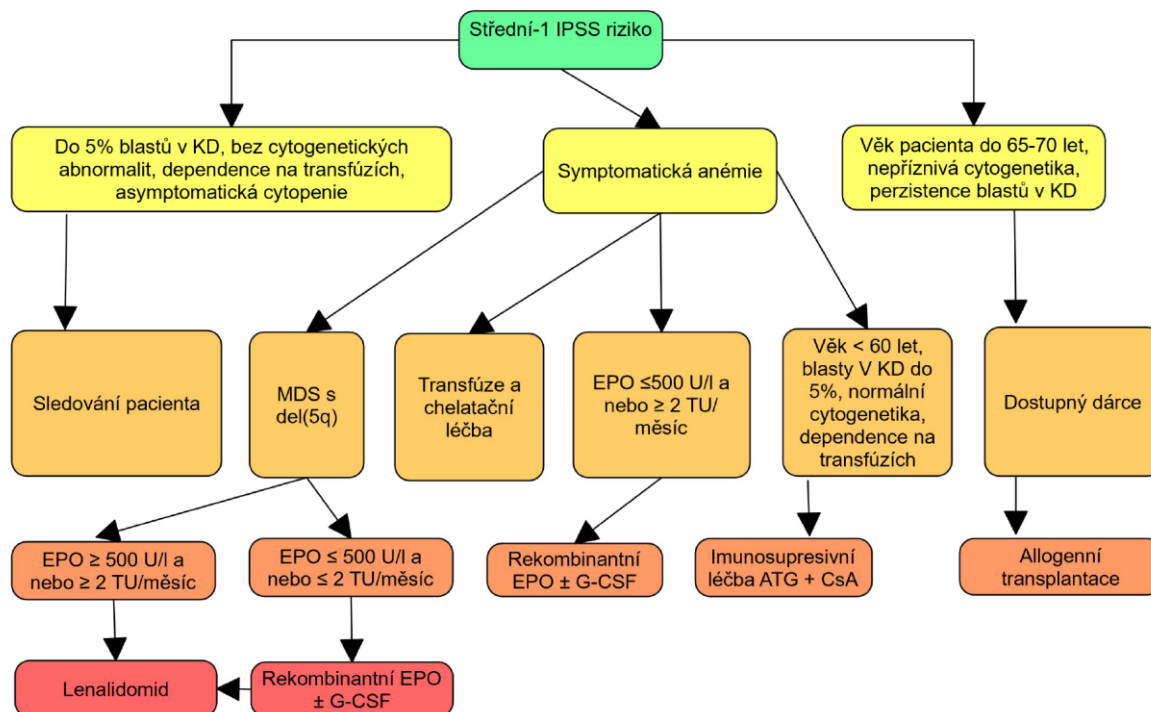 Střední-1 IPSS riziko
Do 5% blastů v KD, bez cytogenetických
abnormalit, dependence na transfúzích,
asymptomatická cytopenie
Symptomatická anémie
Věk pacienta do 65-70 let,
nepříznivá cytogenetika,
perzistence blastů v KD
Sledování pacienta
MDS s
del(5q)
Transfúze a
chelatační
léčba
EPO ≤500 U/l a
nebo ≥ 2 TU/
měsíc
Věk < 60 let,
blasty V KD do
5%, normální
cytogenetika,
dependence na
transfúzích
Dostupný dárce
EPO ≥ 500 U/l a
nebo ≥ 2 TU/měsíc
EPO ≤ 500 U/l a
nebo ≤ 2 TU/měsíc
Rekombinantní
EPO ± G-CSF
Imunosupresivní
léčba ATG + CsA
Allogenní
transplantace
Lenalidomid
Rekombinantní EPO
± G-CSF